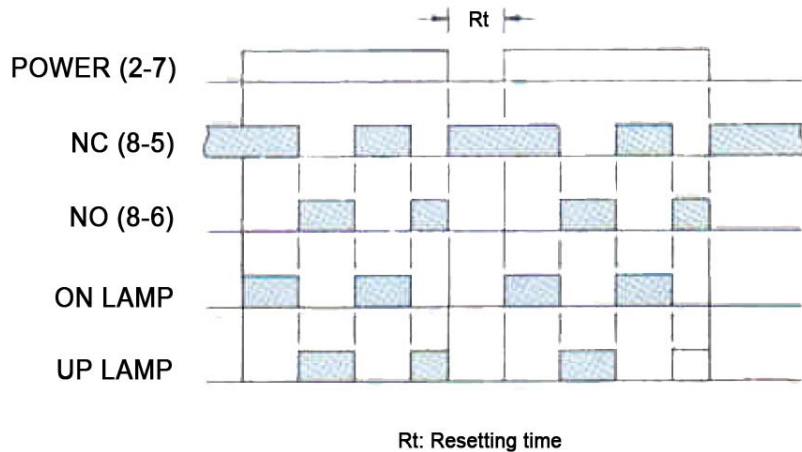 Rt
POWER (2-7)
NC (8-5)
NO (8-6)
ON LAMP
UP LAMP
Rt: Resetting time